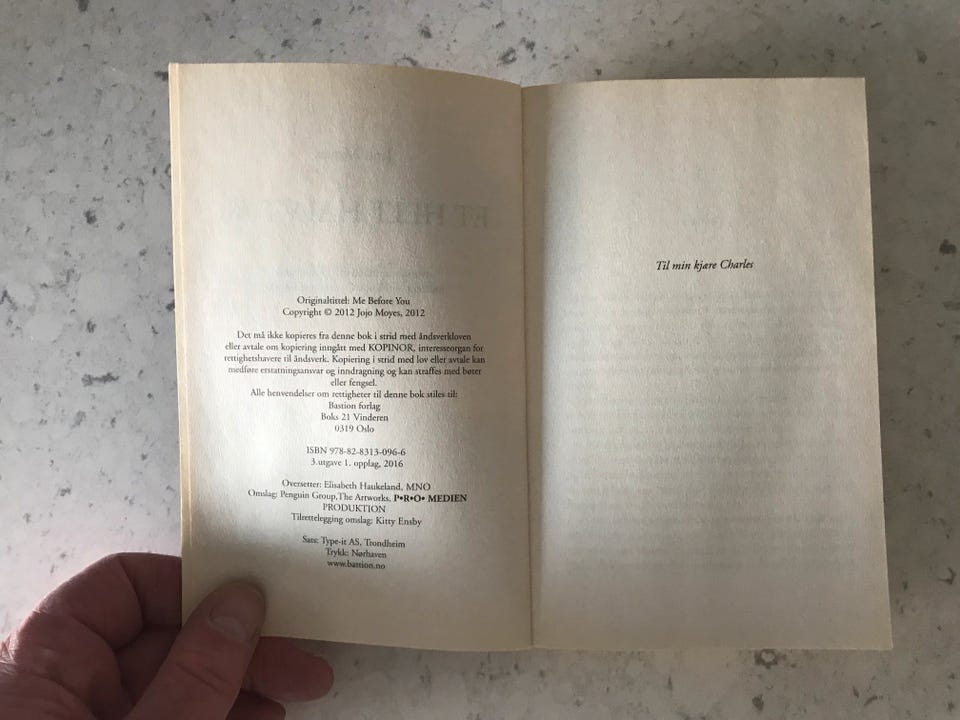 Originaltittel: Me Before You
Copyright © 2012 Jojo Moyes, 2012
Det må ikke kopieres fra denne bok i strid med åndsverkloven
eller avtale om kopiering inngått med KOPINOR, interesseorgan for
rettighetshavere til åndsverk. Kopiering i strid med lov eller avtale kan
medføre erstatningsansvar og inndragning og kan straffes med bøter
eller fengsel.
Alle henvendelser om rettigheter til denne bok stiles til:
Bastion forlag
Boks 21 Vinderen
0319 Oslo
ISBN 978-82-8313-096-6
3.utgave 1. opplag, 2016
Oversetter: Elisabeth Haukeland, MNO
Omslag: Penguin Group,The Artworks, P•R•O• MEDIEN
PRODUKTION
Tilrettelegging omslag: Kitty Ensby
Sats: Type-it AS, Trondheim
Trykk: Nørhaven
www.bastion.no
Til min kjære Charles